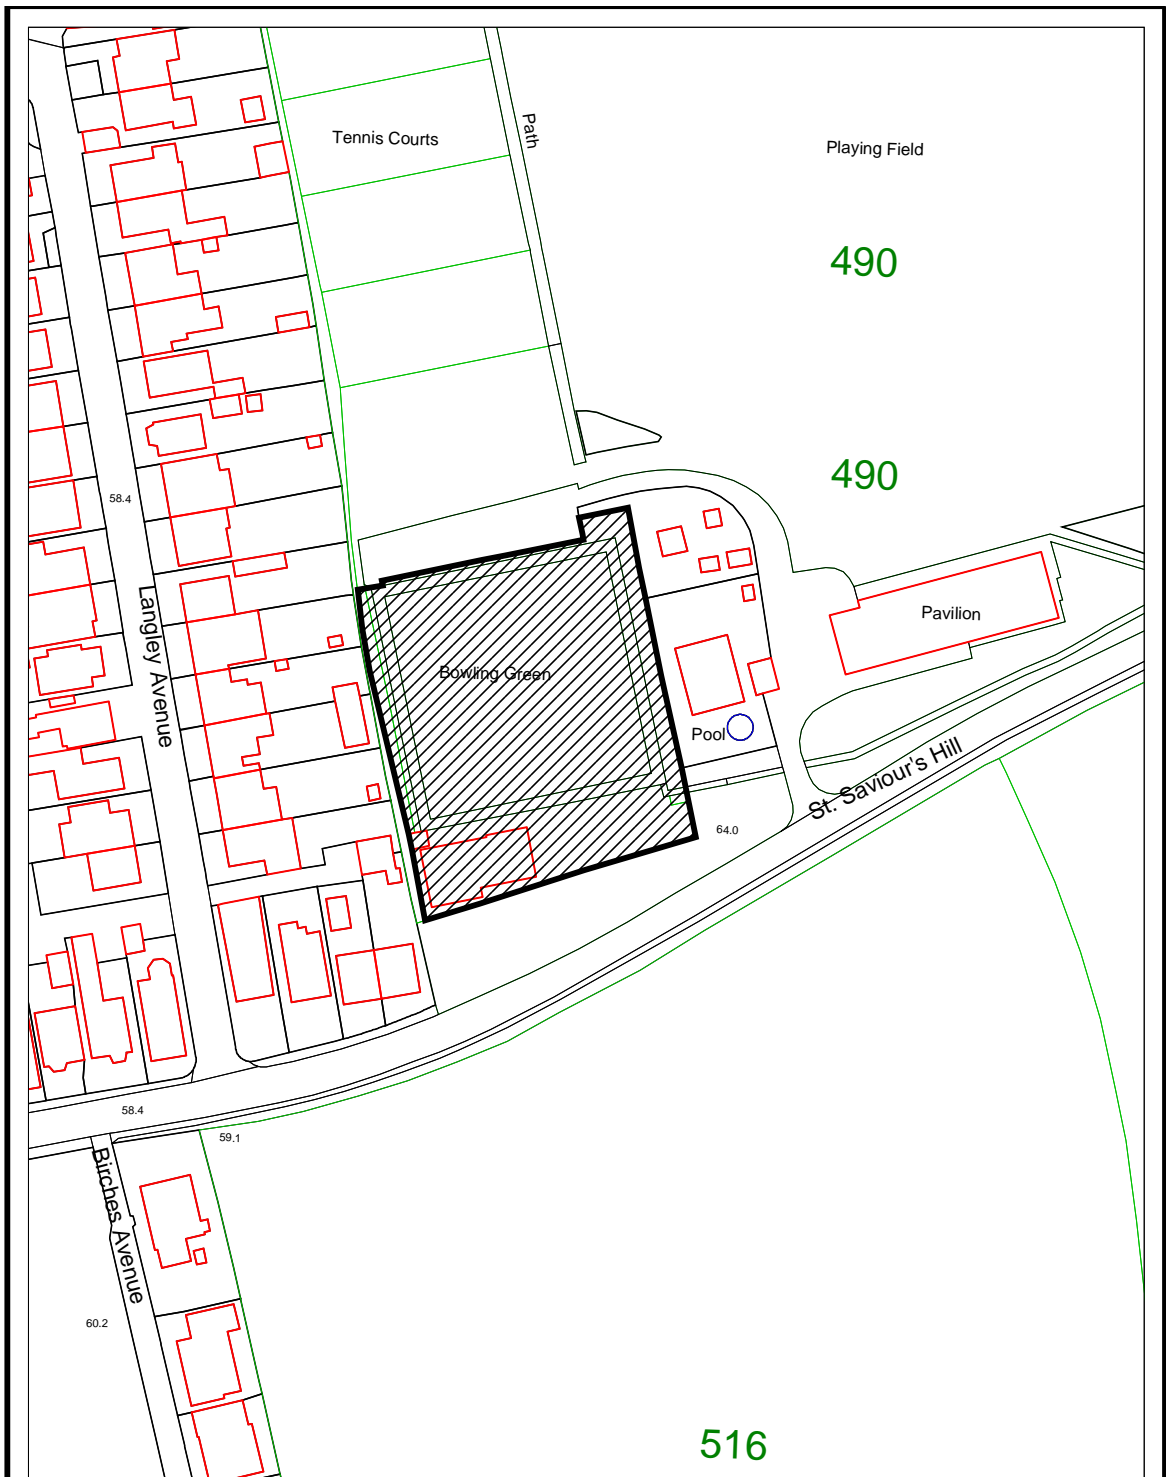 Path
Tennis Courts
Playing Field
490
490
58.4
Langley Avenue
Pavilion
Bowling Green
Pool
St. Saviour's Hill
64.0
58.4
59.1
Birches Avenue
60.2
516